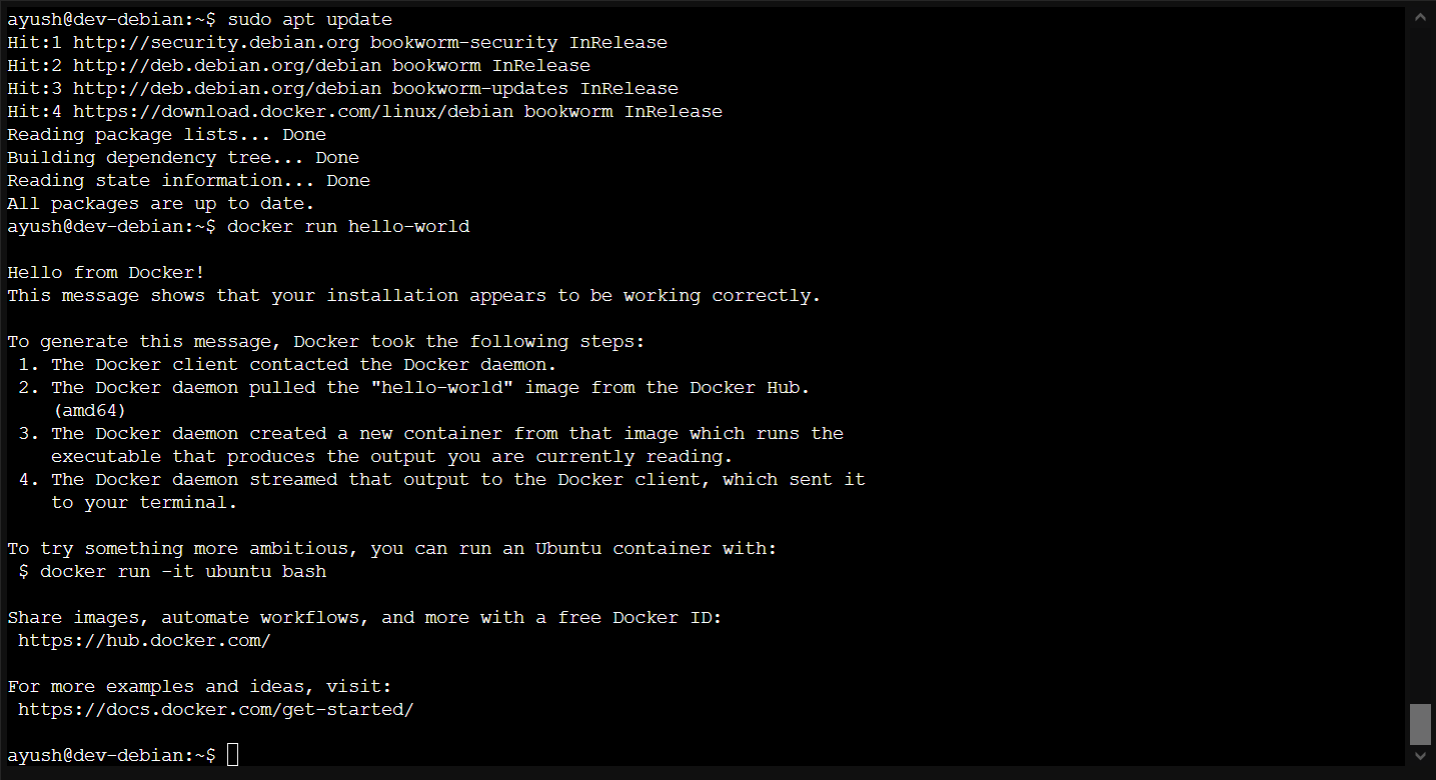 ayush@dev-debian:~$ sudo apt update
Hit:1 http://security.debian.org bookworm-security InRelease
Hit:2 http://deb.debian.org/debian bookworm InRelease
Hit:3 http://deb.debian.org/debian bookworm-updates InRelease
Hit:4 https://download.docker.com/linux/debian bookworm InRelease
Reading package lists... Done
Building dependency tree... Done
Reading state information... Done
All packages are up to date.
ayush@dev-debian:~$ docker run hello-world

Hello from Docker!
This message shows that your installation appears to be working correctly.

To generate this message, Docker took the following steps:
 1. The Docker client contacted the Docker daemon.
 2. The Docker daemon pulled the "hello-world" image from the Docker Hub.
    (amd64)
 3. The Docker daemon created a new container from that image which runs the
    executable that produces the output you are currently reading.
 4. The Docker daemon streamed that output to the Docker client, which sent it
    to your terminal.

To try something more ambitious, you can run an Ubuntu container with:
 $ docker run -it ubuntu bash

Share images, automate workflows, and more with a free Docker ID:
 https://hub.docker.com/

For more examples and ideas, visit:
 https://docs.docker.com/get-started/

ayush@dev-debian:~$